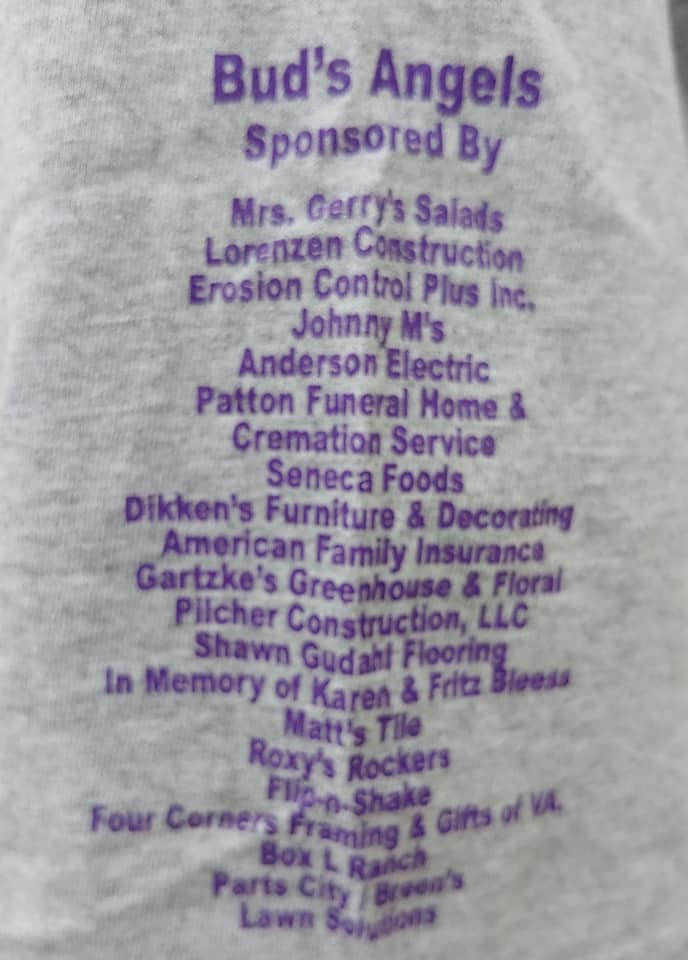 Bud's Angels
Sponsored By
Mrs. Gerry's Salads
Lorenzen Construction
Erosion Control Plus Inc.
Johnny M's
Anderson Electric
Patton Funeral Home &
Cremation Service
Seneca Foods
Dikken's Furniture & Decorating
American Family Insurance
Gartzke's Greenhouse & Floral
Pilcher Construction, LLC
Shawn Gudahl Flooring
In Memory of Karen & Fritz Bleess
Matt's Tile
Roxy's Rockers
Flip-n-Shake
Four Corners Framing & Gifts of VA.
Box L Ranch
Parts City / Breen's
Lawn Solutions